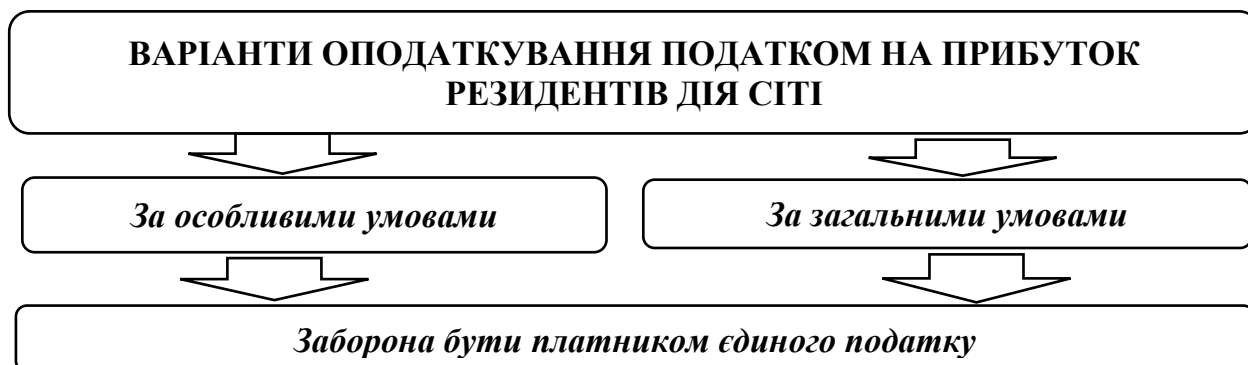 ВАРІАНТИ ОПОДАТКУВАННЯ ПОДАТКОМ НА ПРИБУТОК
РЕЗИДЕНТІВ ДІЯ СІТІ
За особливими умовами
За загальними умовами
Заборона бути платником єдиного податку